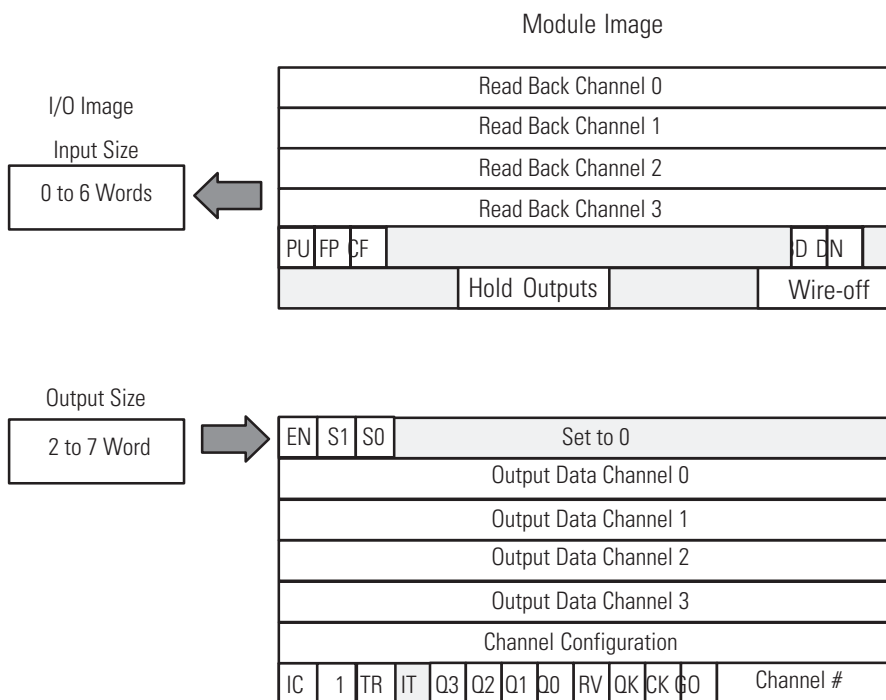 Module Image
I/O Image
Input Size
0 to 6 Words
Read Back Channel 0
Read Back Channel 1
Read Back Channel 2
Read Back Channel 3
PU FP CF DN
Hold Outputs Wire-off
Output Size
2 to 7 Word
EN S1 S0 Set to 0
Output Data Channel 0
Output Data Channel 1
Output Data Channel 2
Output Data Channel 3
Channel Configuration
IC 1 TR IT Q3 Q2 Q1 Q0 RV QK CK GO Channel #